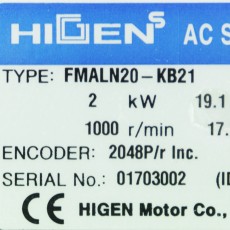 HIGEN S AC S
TYPE: FMALN20-KB21
2 kW 19.1
1000 r/min 17.
ENCODER: 2048P/r Inc.
SERIAL No.: 01703002 (ID
CE HIGEN Motor Co.,